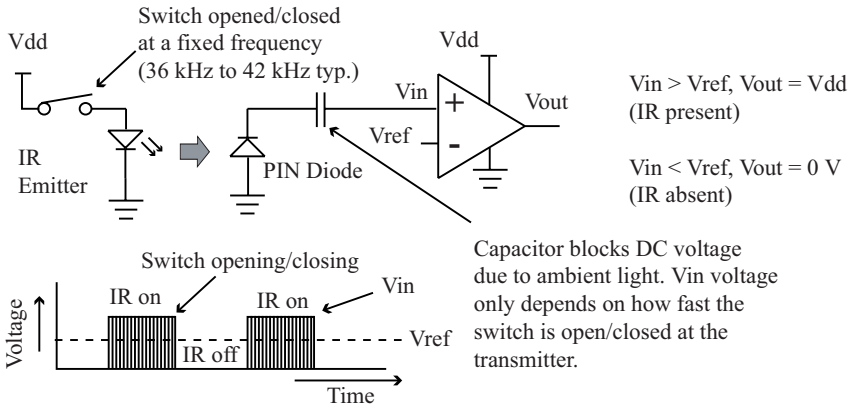 Switch opened/closed
at a fixed frequency
(36 kHz to 42 kHz typ.)
Vdd
Vdd
Vin
+
Vout
Vref
-
IR
Emitter
PIN Diode
Vin > Vref, Vout = Vdd
(IR present)
Vin < Vref, Vout = 0 V
(IR absent)
Capacitor blocks DC voltage
due to ambient light. Vin voltage
only depends on how fast the
switch is open/closed at the
transmitter.
Switch opening/closing
IR on
IR on
Vin
Voltage
Vref
IR off
Time